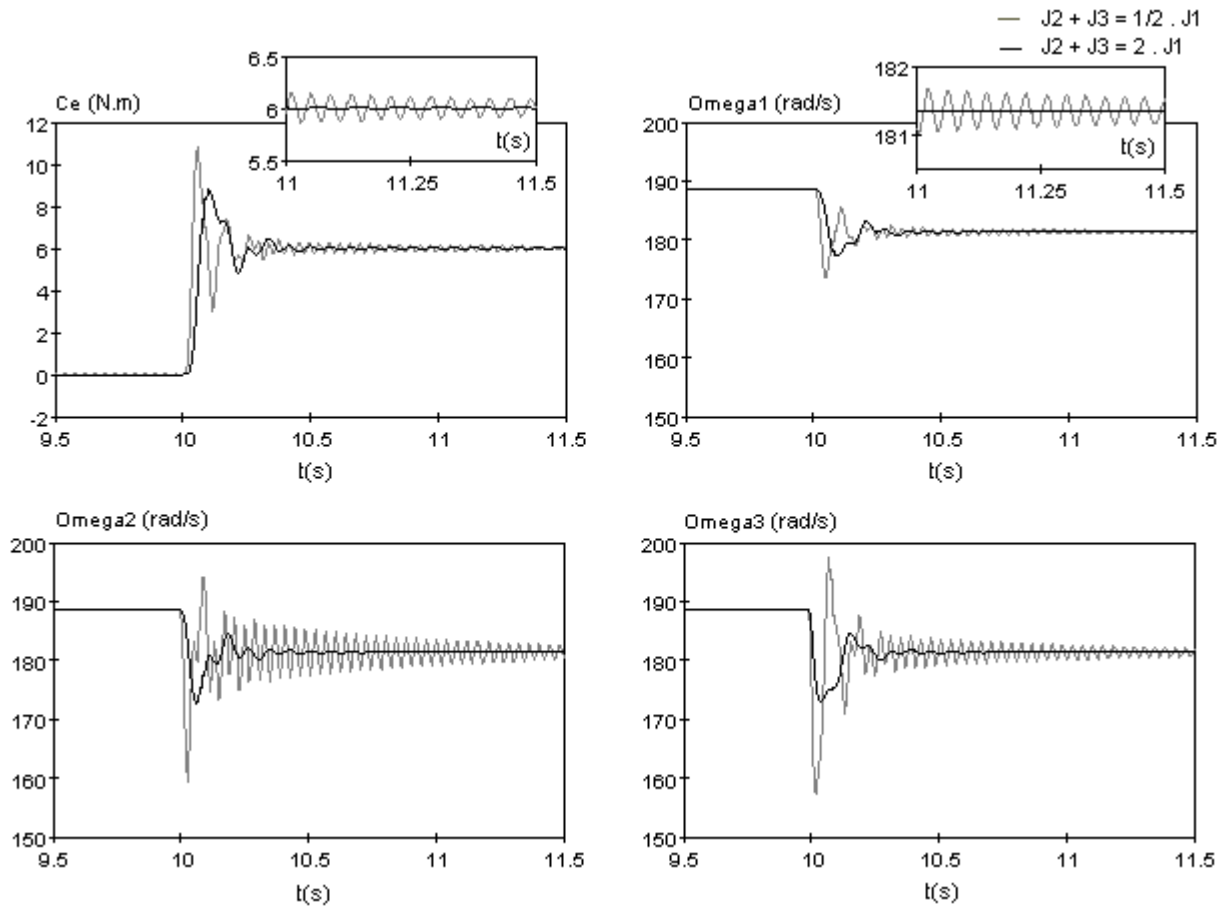 J2 + J3 = 1/2 . J1
J2 + J3 = 2 . J1
Ce (N.m)
12
10
8
6
4
2
0
-2
9.5 10 10.5 11 11.5
t(s)
6.5
6
5.5
t(s)
11 11.25 11.5
Omega1 (rad/s)
200
190
180
170
160
150
9.5 10 10.5 11 11.5
t(s)
182
181
t(s)
11 11.25 11.5
Omega2 (rad/s)
200
190
180
170
160
150
9.5 10 10.5 11 11.5
t(s)
Omega3 (rad/s)
200
190
180
170
160
150
9.5 10 10.5 11 11.5
t(s)